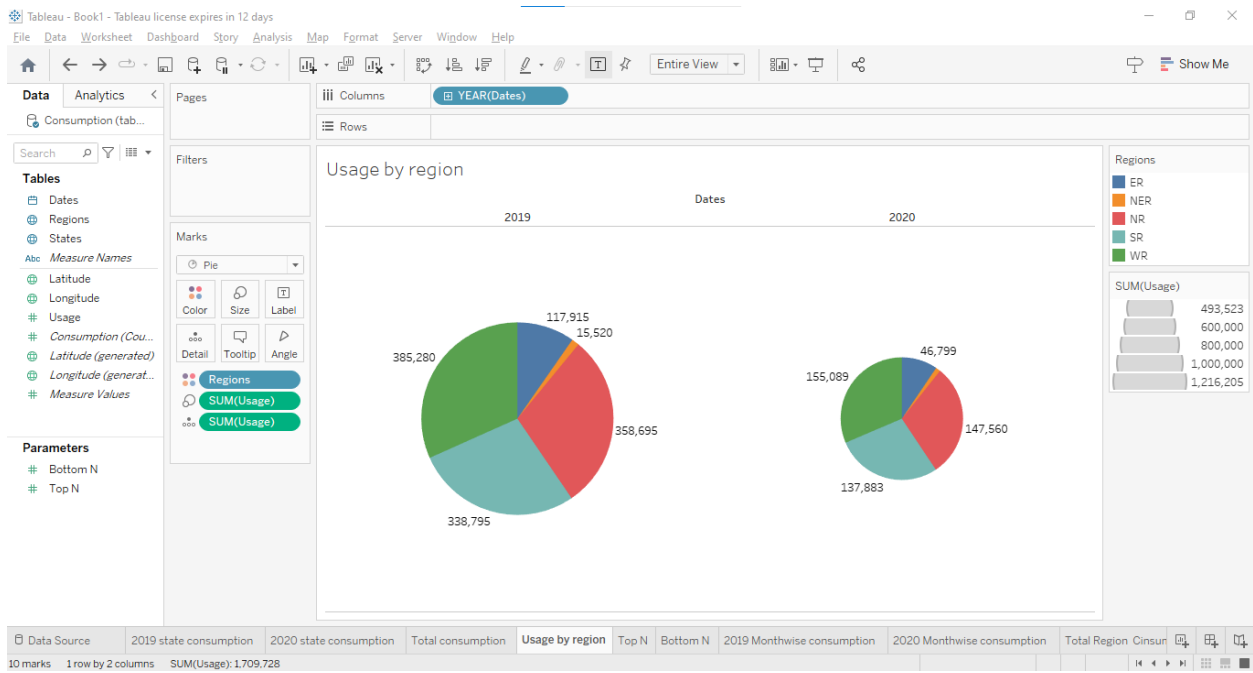 Tableau - Book1 - Tableau license expires in 12 days
File Data Worksheet Dashboard Story Analysis Map Format Server Window Help
Entire View
Show Me
Data Analytics
Consumption (tab...
Search
Tables
Dates
Regions
States
Abc Measure Names
Latitude
Longitude
# Usage
# Consumption (Cou...
Latitude (generated)
Longitude (generat...
# Measure Values
Parameters
# Bottom N
# Top N
Pages
Filters
Marks
Pie
Color Size Label
Detail Tooltip Angle
Regions
SUM(Usage)
SUM(Usage)
Columns YEAR(Dates)
Rows
Usage by region
Dates
2019 2020
117,915
15,520
385,280
358,695
338,795
46,799
155,089
147,560
137,883
Regions
ER
NER
NR
SR
WR
SUM(Usage)
493,523
600,000
800,000
1,000,000
1,216,205
Data Source 2019 state consumption 2020 state consumption Total consumption Usage by region Top N Bottom N 2019 Monthwise consumption 2020 Monthwise consumption Total Region Cinsur
10 marks 1 row by 2 columns SUM(Usage): 1,709,728